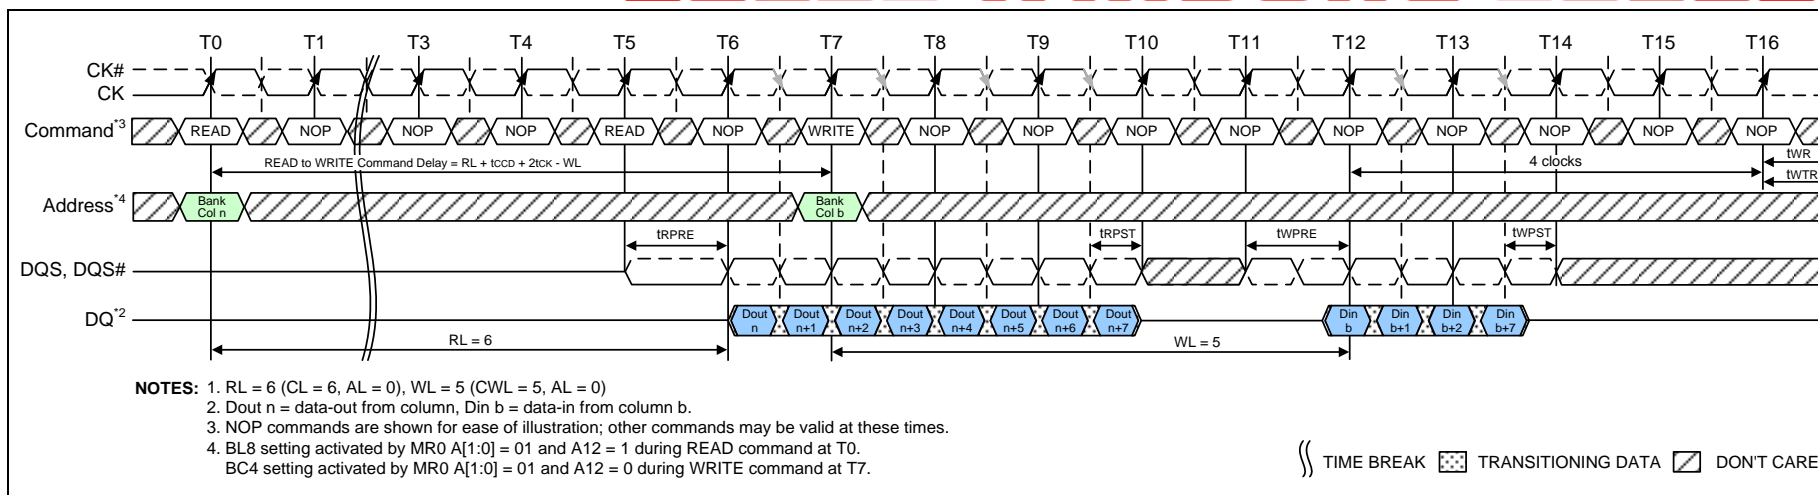 T0 T1 T3 T4 T5 T6 T7 T8 T9 T10 T11 T12 T13 T14 T15 T16
CK#
CK
Command*3 READ NOP NOP NOP READ NOP WRITE NOP NOP NOP NOP NOP NOP NOP NOP NOP
READ to WRITE Command Delay = RL + tCCD + 2tCK - WL
4 clocks
tWR
tWTR
Address*4 Bank Col n Bank Col b
tRPRE tRPST tWPRE tWPST
DQS, DQS#
DQ*2 Dout n Dout n+1 Dout n+2 Dout n+3 Dout n+4 Dout n+5 Dout n+6 Dout n+7 Din b Din b+1 Din b+2 Din b+7
RL = 6 WL = 5
NOTES: 1. RL = 6 (CL = 6, AL = 0), WL = 5 (CWL = 5, AL = 0)
2. Dout n = data-out from column, Din b = data-in from column b.
3. NOP commands are shown for ease of illustration; other commands may be valid at these times.
4. BL8 setting activated by MR0 A[1:0] = 01 and A12 = 1 during READ command at T0.
BC4 setting activated by MR0 A[1:0] = 01 and A12 = 0 during WRITE command at T7.
TIME BREAK TRANSITIONING DATA DON'T CARE